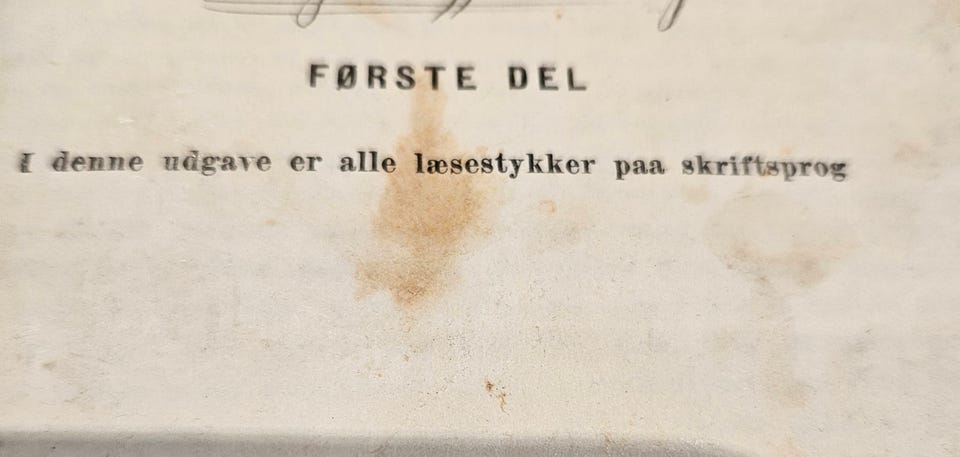 FØRSTE DEL
I denne udgave er alle læsestykker paa skriftsprog